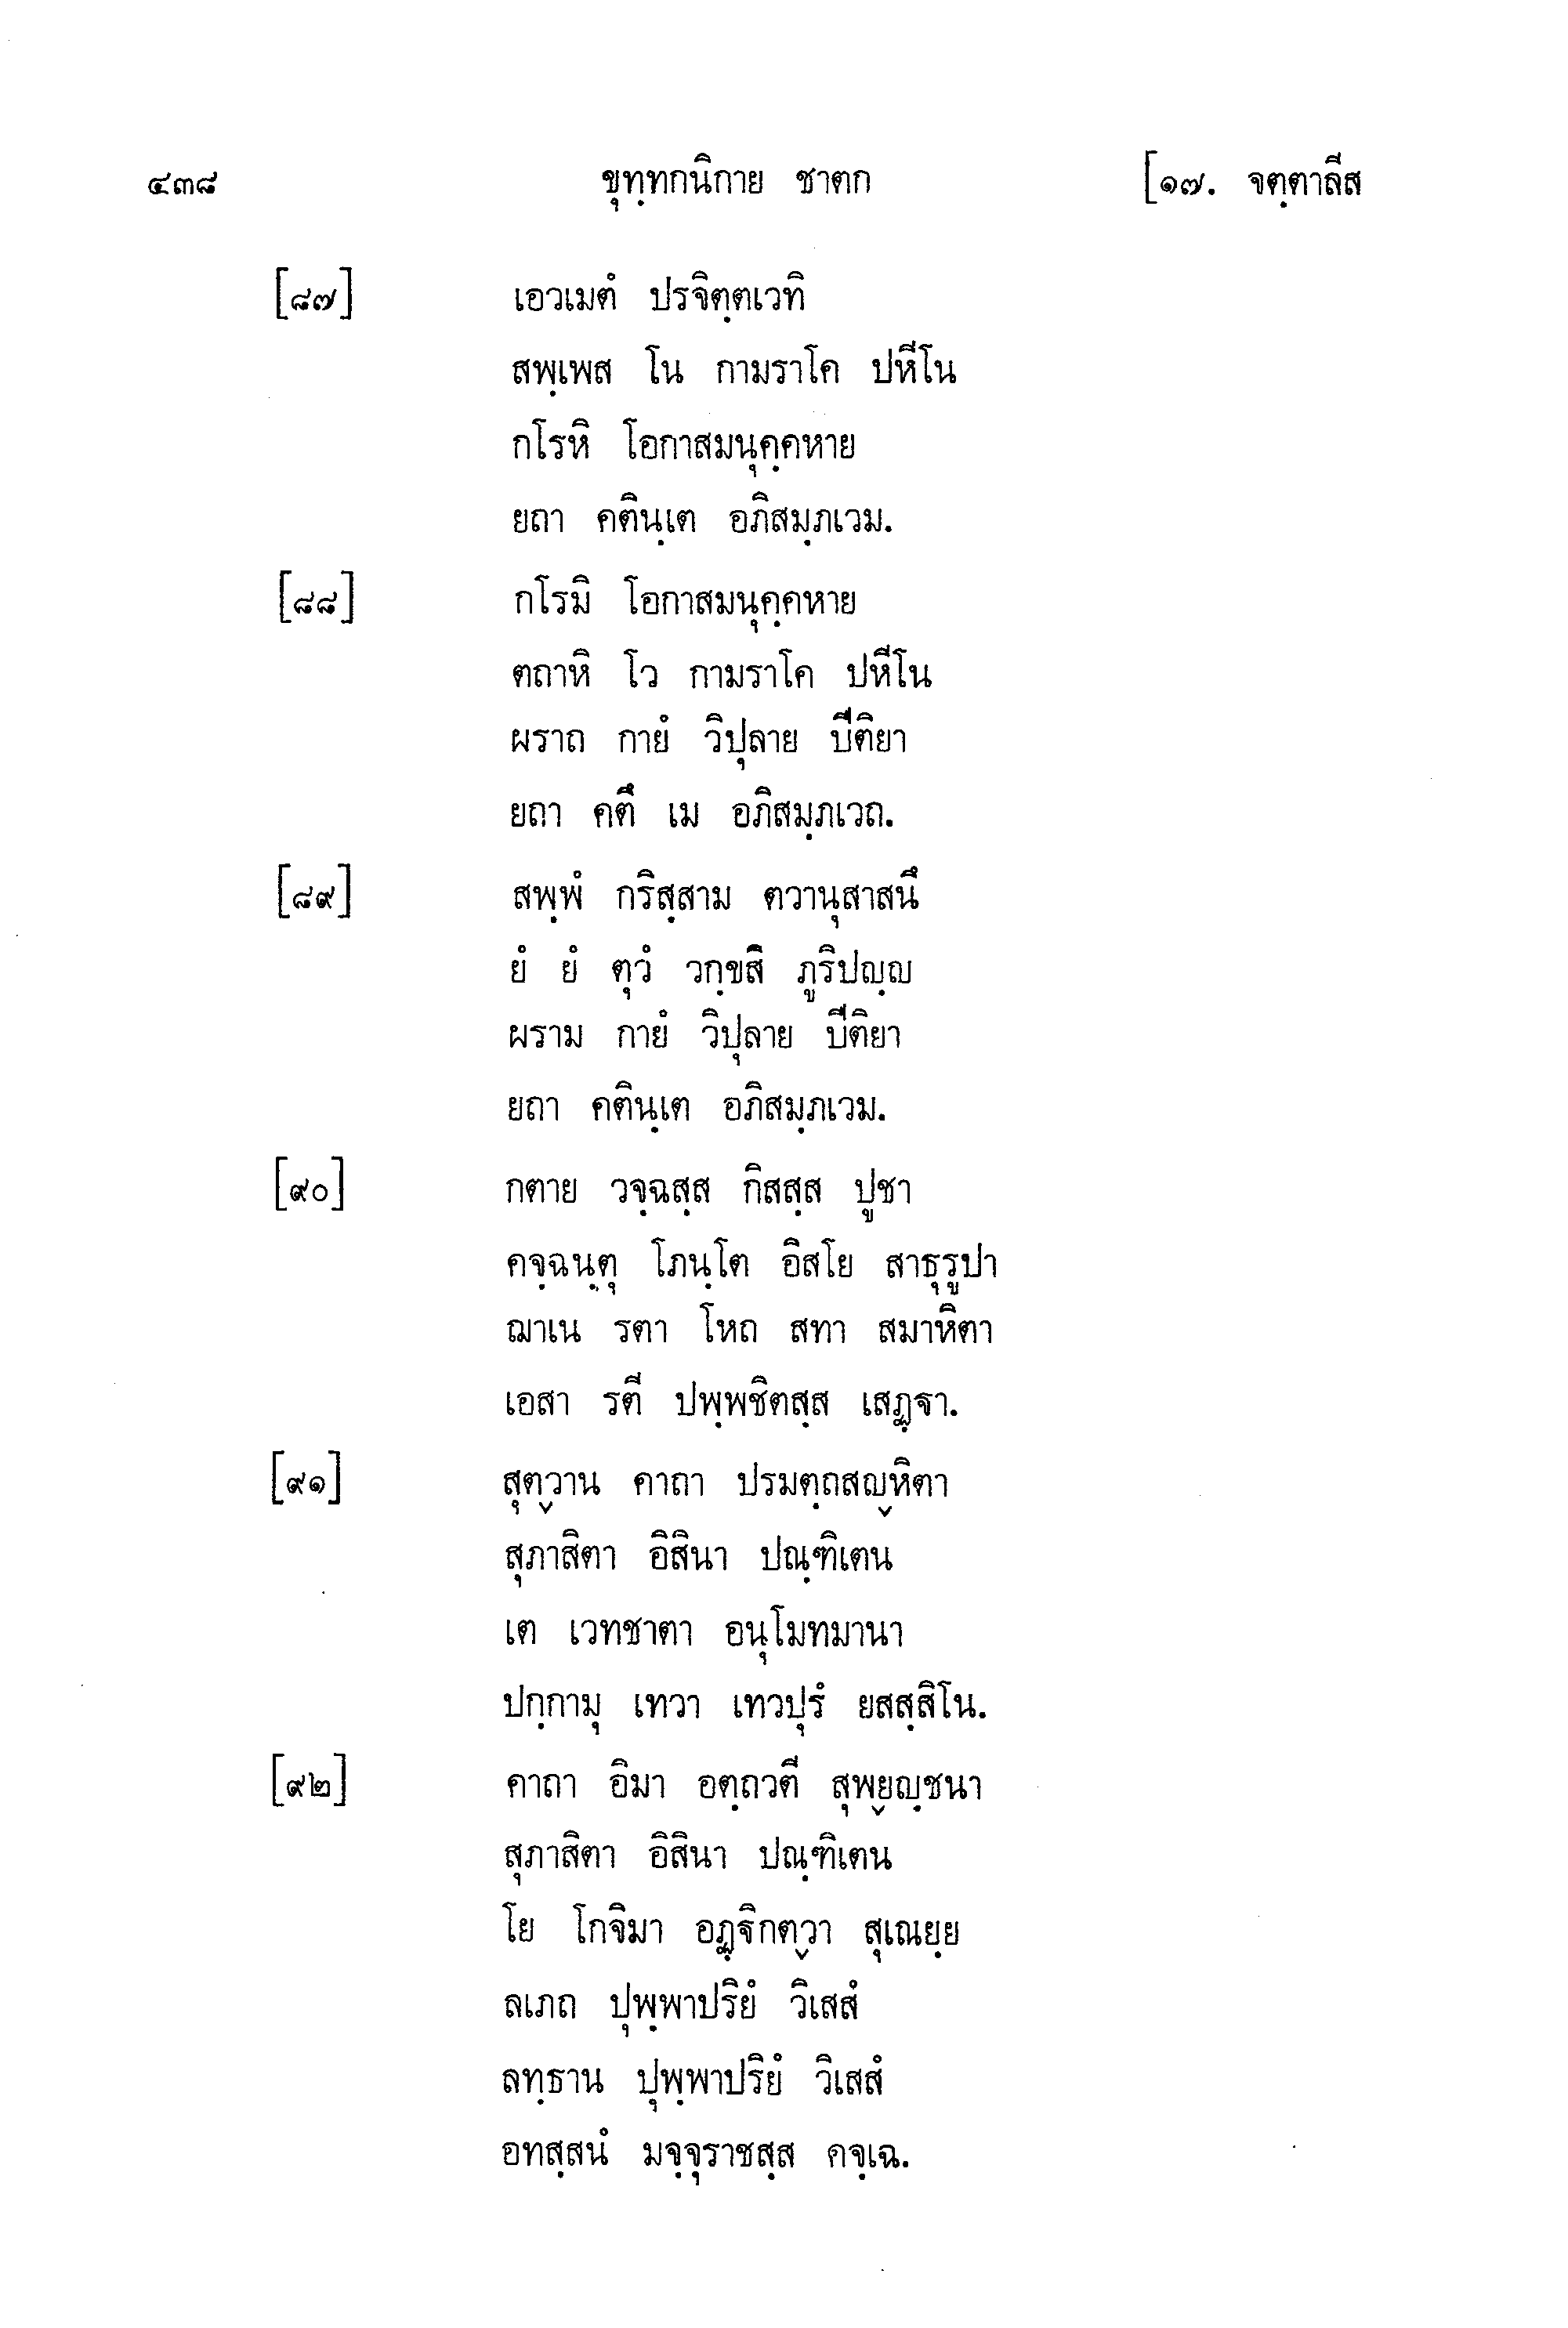 ๔๓๘ ขุทฺทกนิกาย ชาตก [๑๗. จตฺตาลีส
[๘๗] เอวเมตํ ปรจิตฺตเวทิ
สพฺเพส โน กามราโค ปหีโน
กโรหิ โอกาสมนุคฺคหาย
ยถา คตินฺเต อภิสมฺภเวม.
[๘๘] กโรมิ โอกาสมนุคฺคหาย
ตถาหิ โว กามราโค ปหีโน
ผราถ กายํ วิปุลาย ปีติยา
ยถา คตึ เม อภิสมฺภเวถ.
[๘๙] สพฺพํ กริสฺสาม ตวานุสาสนึ
ยํ ยํ ตุวํ วกฺขสิ ภูริปญฺญ
ผราม กายํ วิปุลาย ปีติยา
ยถา คตินฺเต อภิสมฺภเวม.
[๙๐] กตาย วจฺฉสฺส กิสสฺส ปูชา
คจฺฉนฺตุ โภนฺโต อิสโย สาธุรูปา
ฌาเน รตา โหถ สทา สมาหิตา
เอสา รตี ปพฺพชิตสฺส เสฏฺฐา.
[๙๑] สุตฺวาน คาถา ปรมตฺถสญฺหิตา
สุภาสิตา อิสินา ปณฺฑิเตน
เต เวทชาตา อนุโมทมานา
ปกฺกามุ เทวา เทวปุรํ ยสสฺสิโน.
[๙๒] คาถา อิมา อตฺถวตี สุพฺยญฺชนา
สุภาสิตา อิสินา ปณฺฑิเตน
โย โกจิมา อฏฺฐิกตฺวา สุเณยฺย
ลเภถ ปุพฺพาปริยํ วิเสสํ
ลทฺธาน ปุพฺพาปริยํ วิเสสํ
อทสฺสนํ มจฺจุราชสฺส คจฺเฉ.